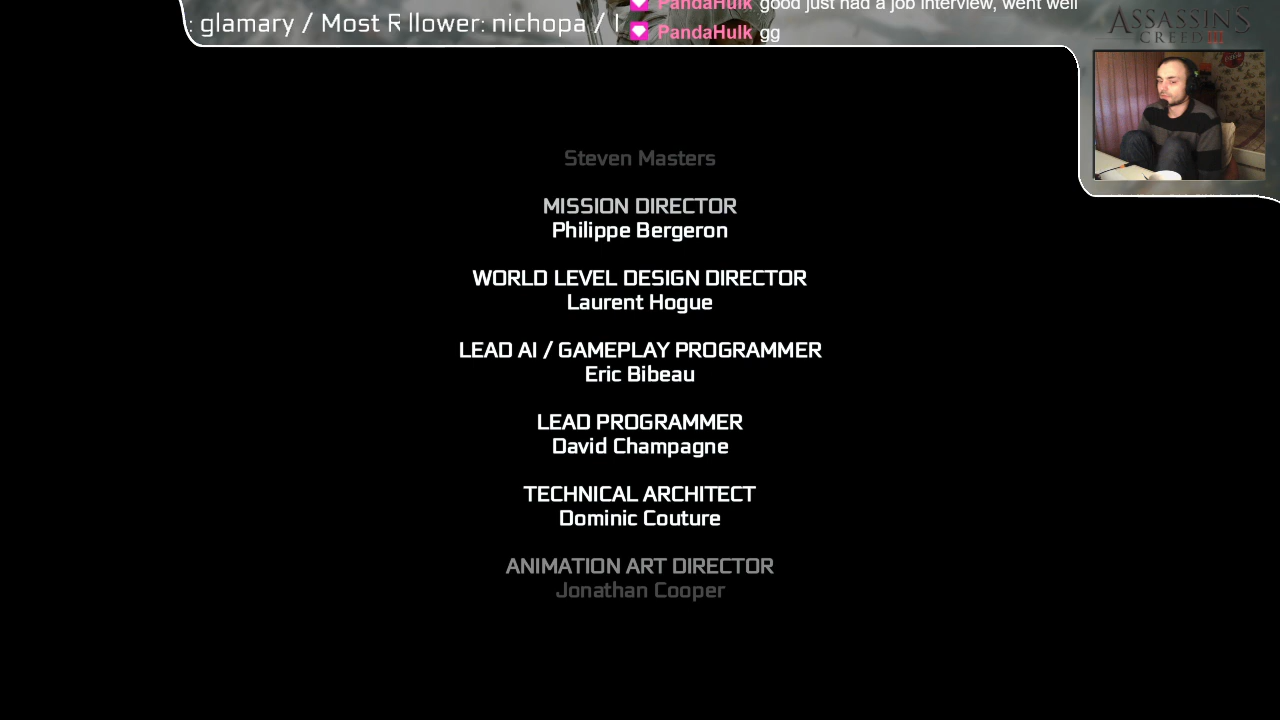 : glamary / Most R llower: nichopa /
PandaHulk good just had a job interview, went well
PandaHulk gg
ASSASSIN'S
CREED III
Steven Masters
MISSION DIRECTOR
Philippe Bergeron
WORLD LEVEL DESIGN DIRECTOR
Laurent Hogue
LEAD AI / GAMEPLAY PROGRAMMER
Eric Bibeau
LEAD PROGRAMMER
David Champagne
TECHNICAL ARCHITECT
Dominic Couture
ANIMATION ART DIRECTOR
Jonathan Cooper